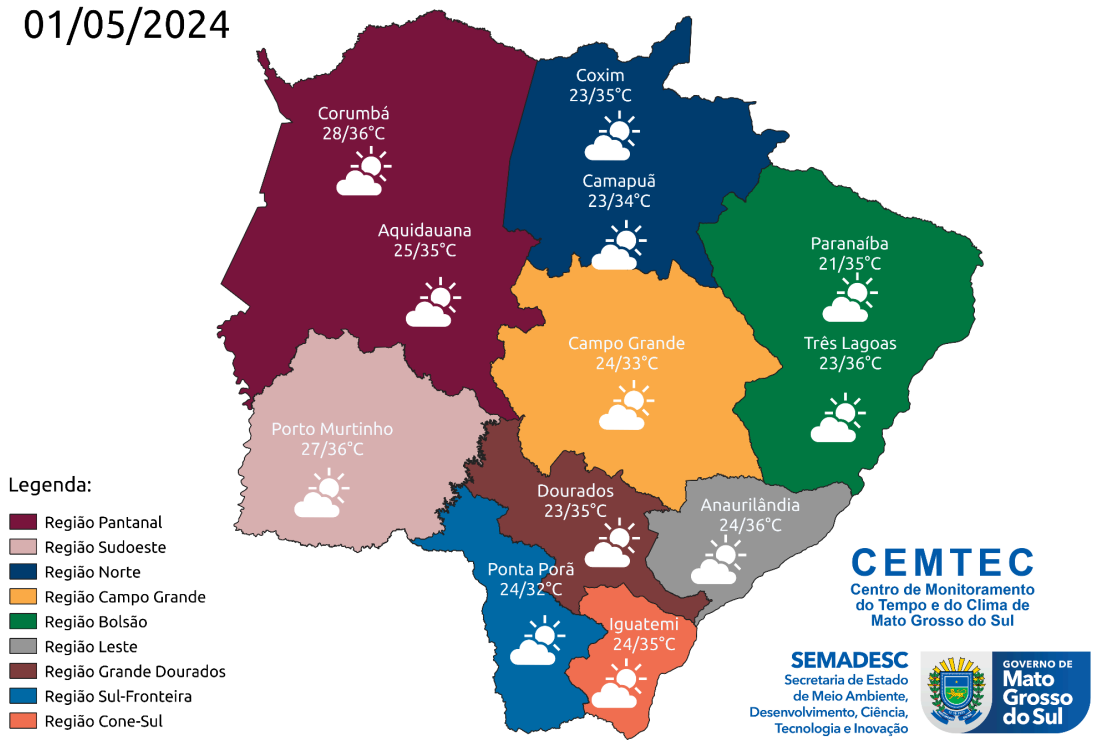 01/05/2024
Coxim
23/35°C
Corumbá
28/36°C
Camapuã
23/34°C
Aquidauana
25/35°C
Paranaíba
21/35°C
Campo Grande
24/33°C
Três Lagoas
23/36°C
Porto Murtinho
27/36°C
Dourados
23/35°C
Anaurilândia
24/36°C
Ponta Porã
24/32°C
Iguatemi
24/35°C
Legenda:
Região Pantanal
Região Sudoeste
Região Norte
Região Campo Grande
Região Bolsão
Região Leste
Região Grande Dourados
Região Sul-Fronteira
Região Cone-Sul
CEMTEC
Centro de Monitoramento
do Tempo e do Clima de
Mato Grosso do Sul
SEMADESC
Secretaria de Estado
de Meio Ambiente,
Desenvolvimento, Ciência,
Tecnologia e Inovação
GOVERNO DE
Mato
Grosso
do Sul